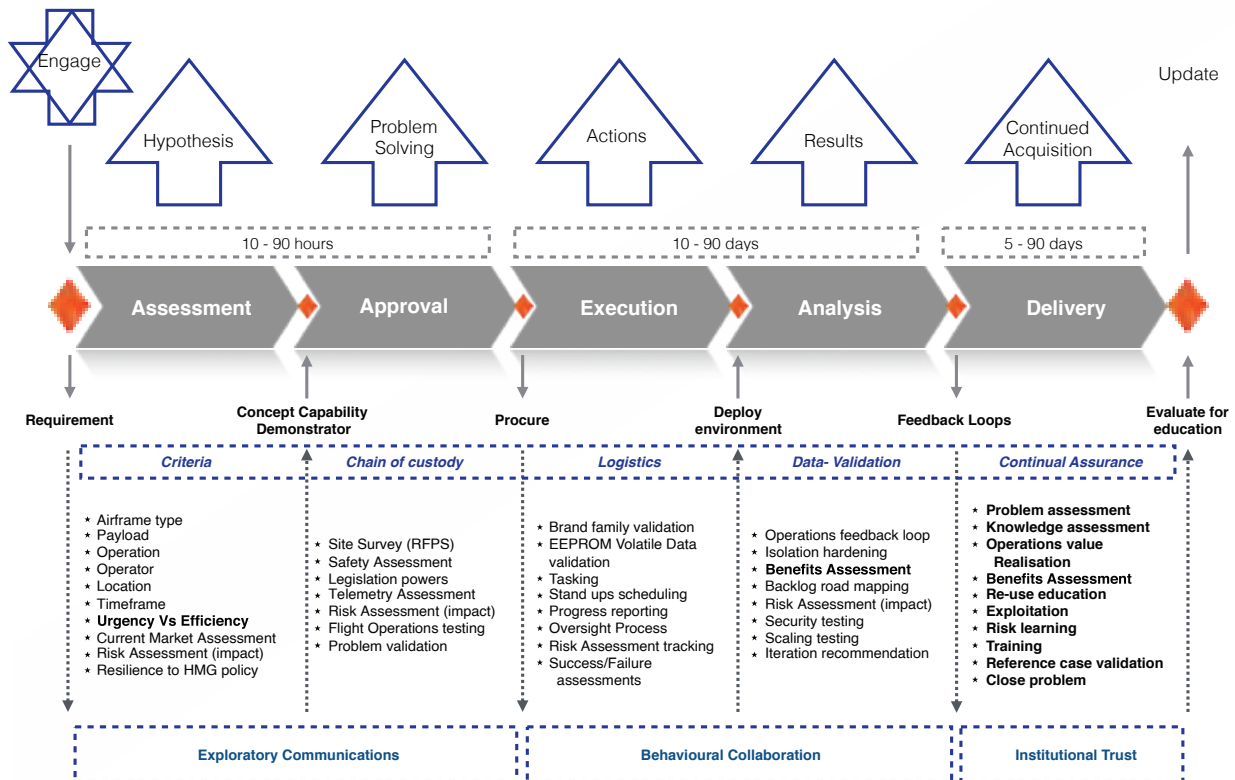 Engage
Update
Hypothesis
Problem
Solving
Actions
Results
Continued
Acquisition
10 - 90 hours
10 - 90 days
5 - 90 days
Assessment
Approval
Execution
Analysis
Delivery
Requirement
Concept Capability
Demonstrator
Procure
Deploy
environment
Feedback Loops
Evaluate for
education
Criteria
Chain of custody
Logistics
Data- Validation
Continual Assurance
* Airframe type
* Payload
* Operation
* Operator
* Location
* Timeframe
* Urgency Vs Efficiency
* Current Market Assessment
* Risk Assessment (impact)
* Resilience to HMG policy
* Site Survey (RFPS)
* Safety Assessment
* Legislation powers
* Telemetry Assessment
* Risk Assessment (impact)
* Flight Operations testing
* Problem validation
* Brand family validation
* EEPROM Volatile Data
validation
* Tasking
* Stand ups scheduling
* Progress reporting
* Oversight Process
* Risk Assessment tracking
* Success/Failure
assessments
* Operations feedback loop
* Isolation hardening
* Benefits Assessment
* Backlog road mapping
* Risk Assessment (impact)
* Security testing
* Scaling testing
* Iteration recommendation
* Problem assessment
* Knowledge assessment
* Operations value
Realisation
* Benefits Assessment
* Re-use education
* Exploitation
* Risk learning
* Training
* Reference case validation
* Close problem
Exploratory Communications
Behavioural Collaboration
Institutional Trust